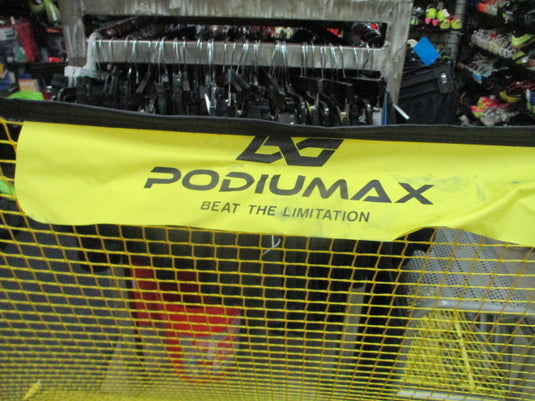 PODIUMAX
BEAT THE LIMITATION